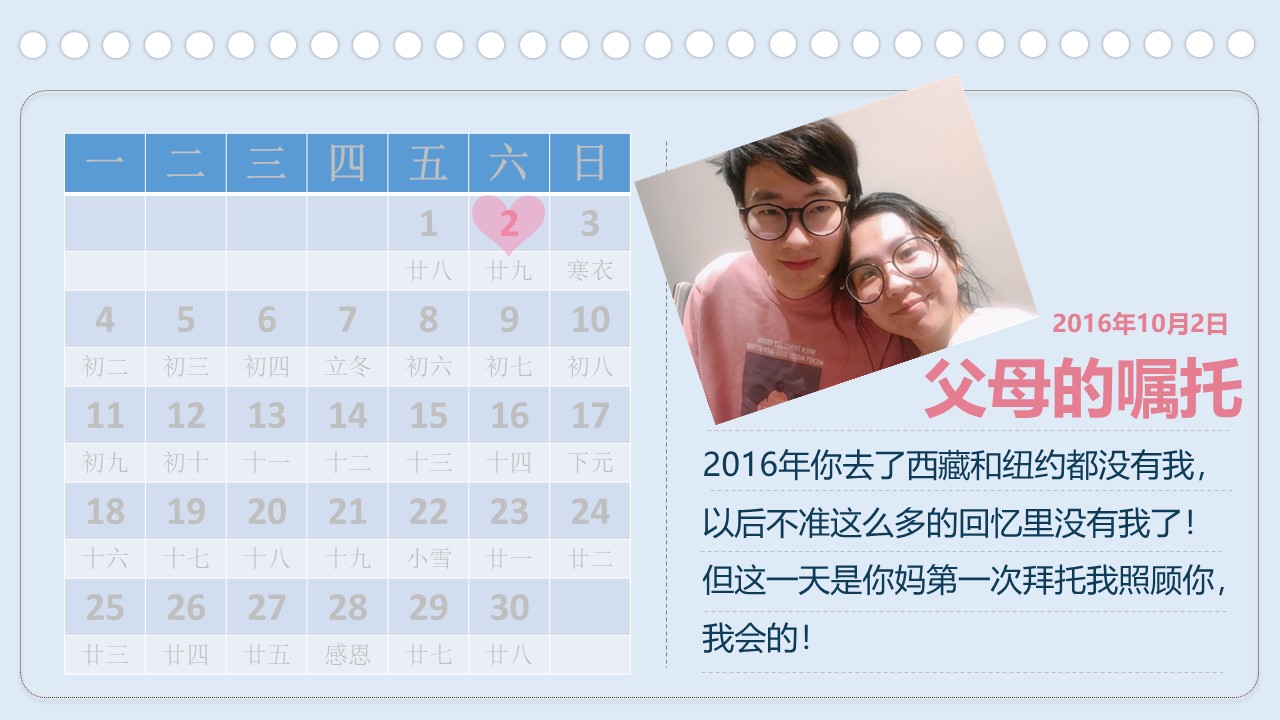 一 二 三 四 五 六 日
1 2 3
廿八 廿九 寒衣
4 5 6 7 8 9 10
初二 初三 初四 立冬 初六 初七 初八
11 12 13 14 15 16 17
初九 初十 十一 十二 十三 十四 下元
18 19 20 21 22 23 24
十六 十七 十八 十九 小雪 廿一 廿二
25 26 27 28 29 30
廿三 廿四 廿五 感恩 廿七 廿八
2016年10月2日
父母的嘱托
2016年你去了西藏和纽约都没有我，
以后不准这么多的回忆里没有我了！
但这一天是你妈第一次拜托我照顾你，
我会的！